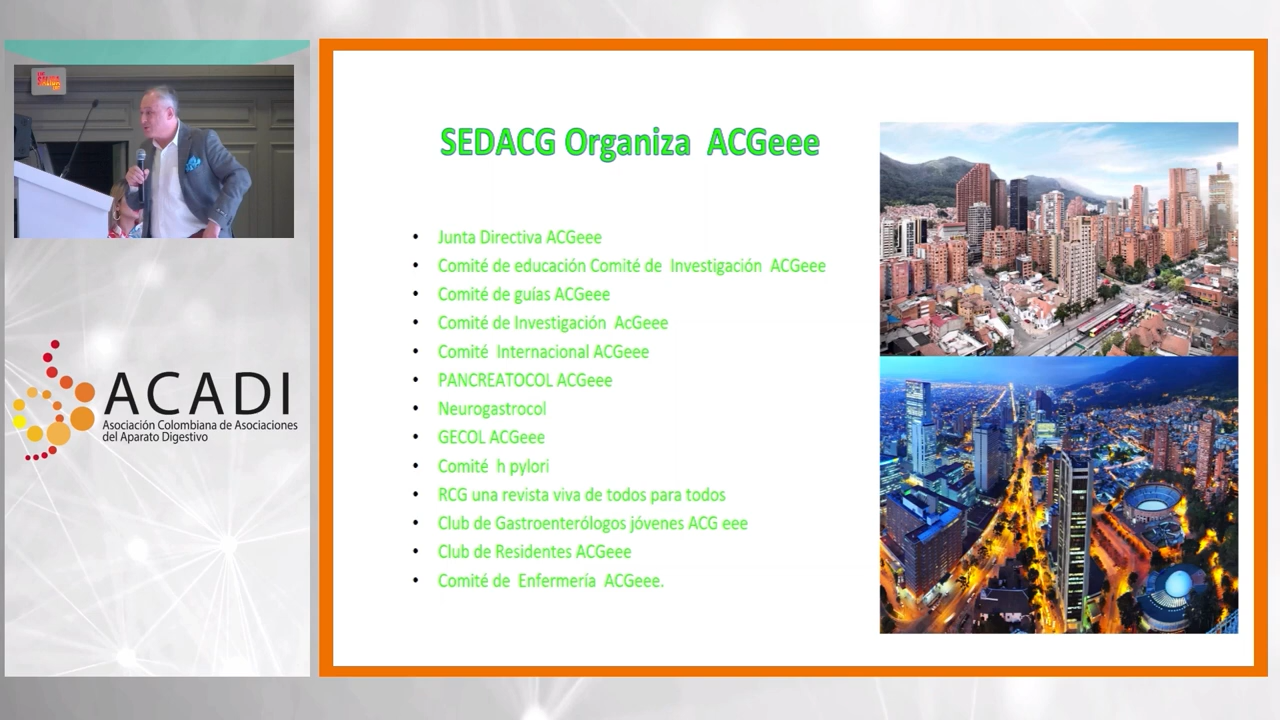 SEDACG Organiza ACGeee
Junta Directiva ACGeee
Comité de educación Comité de Investigación ACGeee
Comité de guías ACGeee
Comité de Investigación AcGeee
Comité Internacional ACGeee
PANCREATOCOL ACGeee
Neurogastrocol
GECOL ACGeee
Comité h pylori
RCG una revista viva de todos para todos
Club de Gastroenterólogos jóvenes ACG eee
Club de Residentes ACGeee
Comité de Enfermería ACGeee.
ACADI
Asociación Colombiana de Asociaciones
del Aparato Digestivo